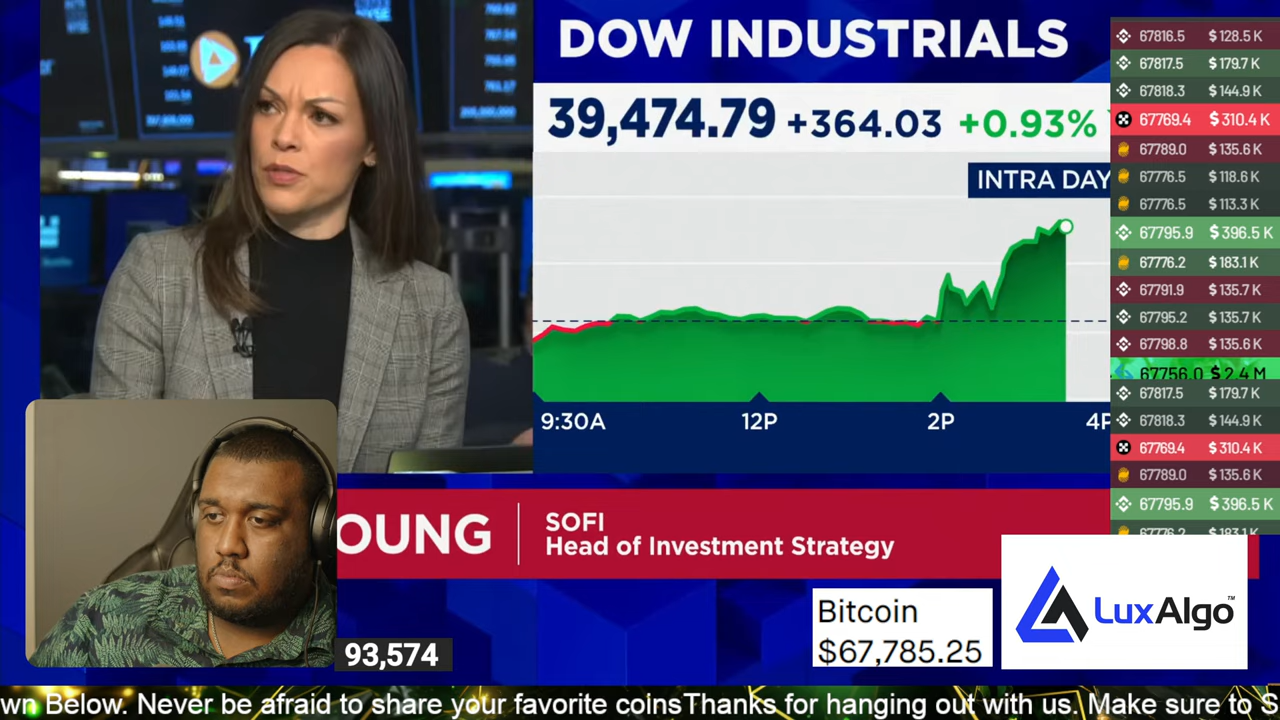 DOW INDUSTRIALS
39,474.79 +364.03 +0.93%
INTRA DAY
9:30A 12P 2P 4P
OUNG
SOFI
Head of Investment Strategy
67816.5 $128.5 K
67817.5 $179.7 K
67818.3 $144.9 K
67769.4 $310.4 K
67789.0 $135.6 K
67776.5 $118.6 K
67776.5 $113.3 K
67795.9 $396.5 K
67776.2 $183.1 K
67791.9 $135.7 K
67795.2 $135.7 K
67798.8 $135.6 K
67756.0 $2.4 M
67817.5 $179.7 K
67818.3 $144.9 K
67769.4 $310.4 K
67789.0 $135.6 K
67795.9 $396.5 K
67776.2 $183.1 K
93,574
Bitcoin
$67,785.25
LuxAlgo™
wn Below. Never be afraid to share your favorite coinsThanks for hanging out with us. Make sure to S